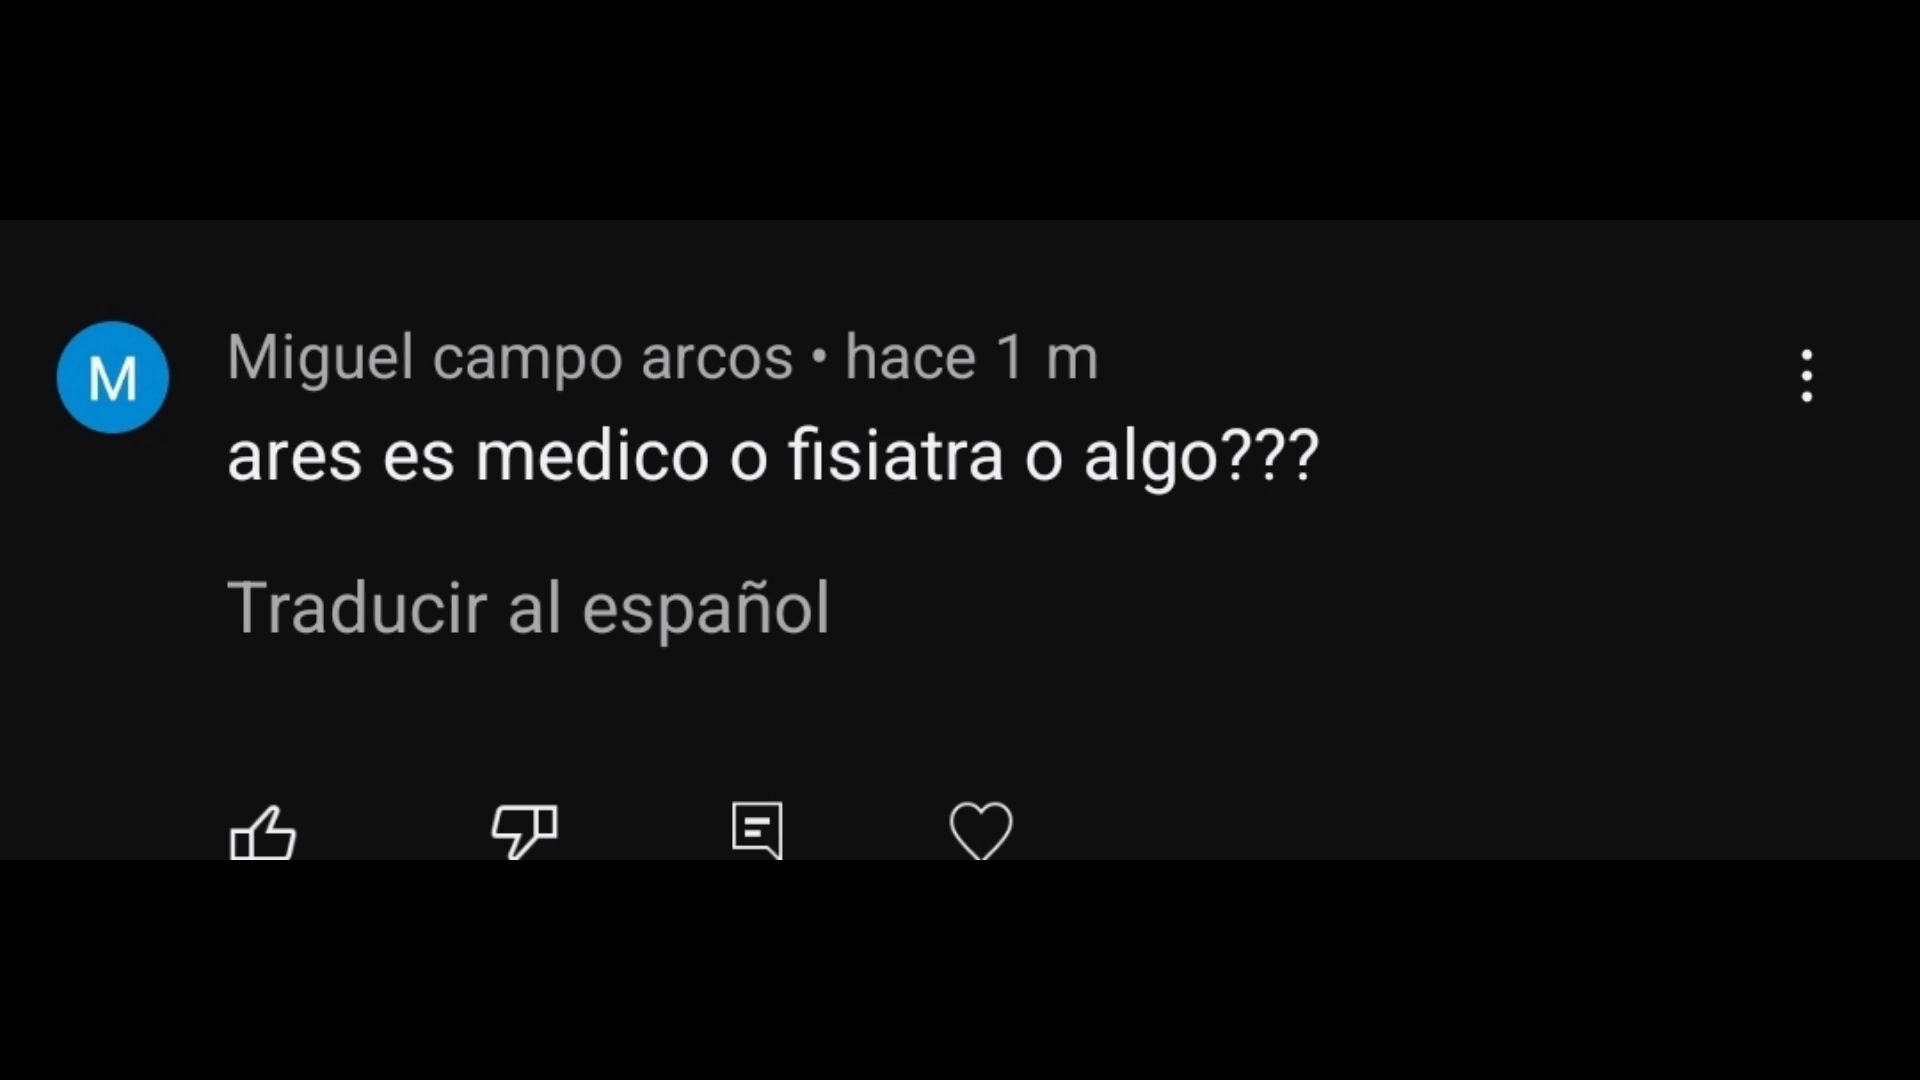 M
Miguel campo arcos • hace 1 m
ares es medico o fisiatra o algo???
Traducir al español